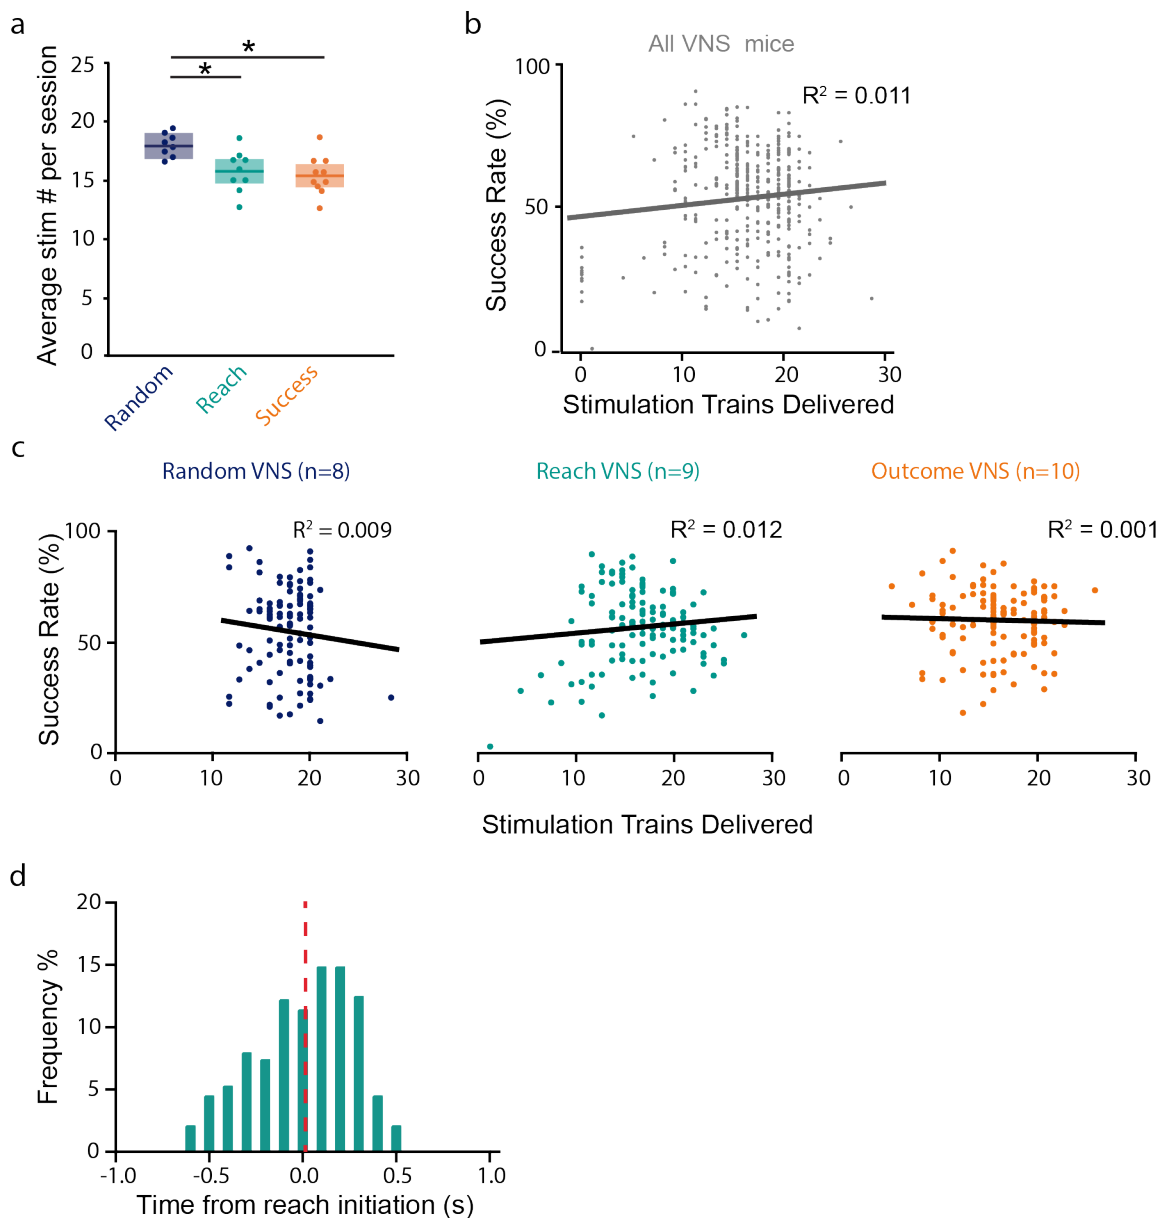 a
*
*
Average stim # per session
25
20
15
10
5
0
Random
Reach
Success
b
All VNS mice
R² = 0.011
Success Rate (%)
100
50
0
0 10 20 30
Stimulation Trains Delivered
c
Random VNS (n=8)
Reach VNS (n=9)
Outcome VNS (n=10)
R² = 0.009
R² = 0.012
R² = 0.001
Success Rate (%)
100
50
0
0 10 20 30
0 10 20 30
0 10 20 30
Stimulation Trains Delivered
d
Frequency %
20
15
10
5
0
-1.0 -0.5 0.0 0.5 1.0
Time from reach initiation (s)